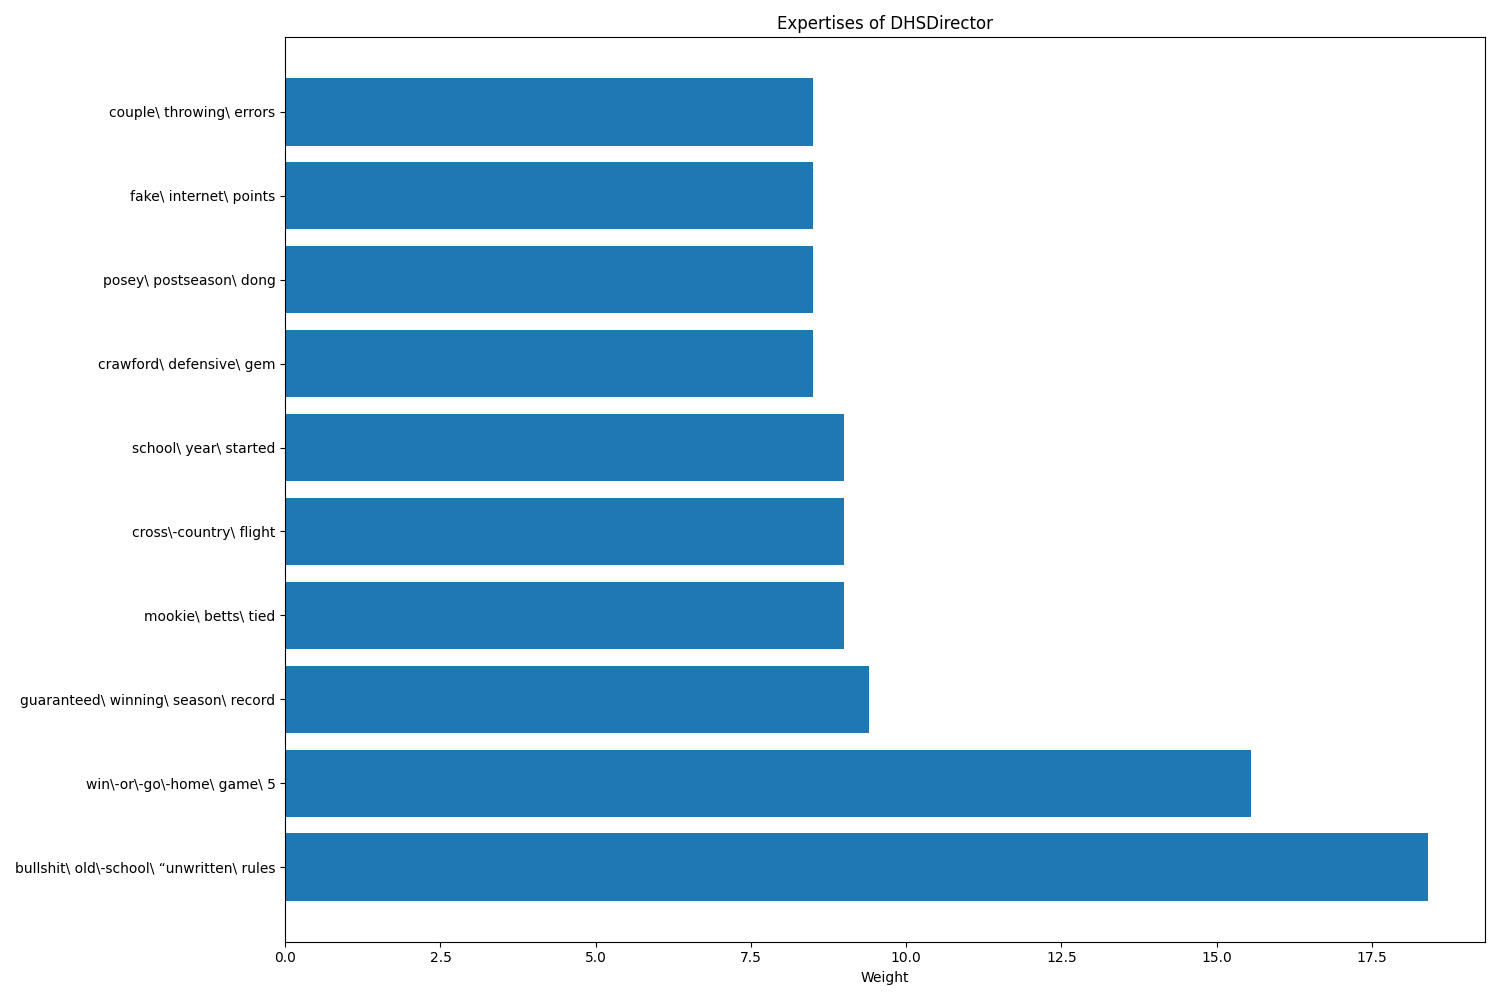 Expertises of DHSDirector
couple\ throwing\ errors
fake\ internet\ points
posey\ postseason\ dong
crawford\ defensive\ gem
school\ year\ started
cross\-country\ flight
mookie\ betts\ tied
guaranteed\ winning\ season\ record
win\-or\-go\-home\ game\ 5
bullshit\ old\-school\ “unwritten\ rules
0.0 2.5 5.0 7.5 10.0 12.5 15.0 17.5
Weight